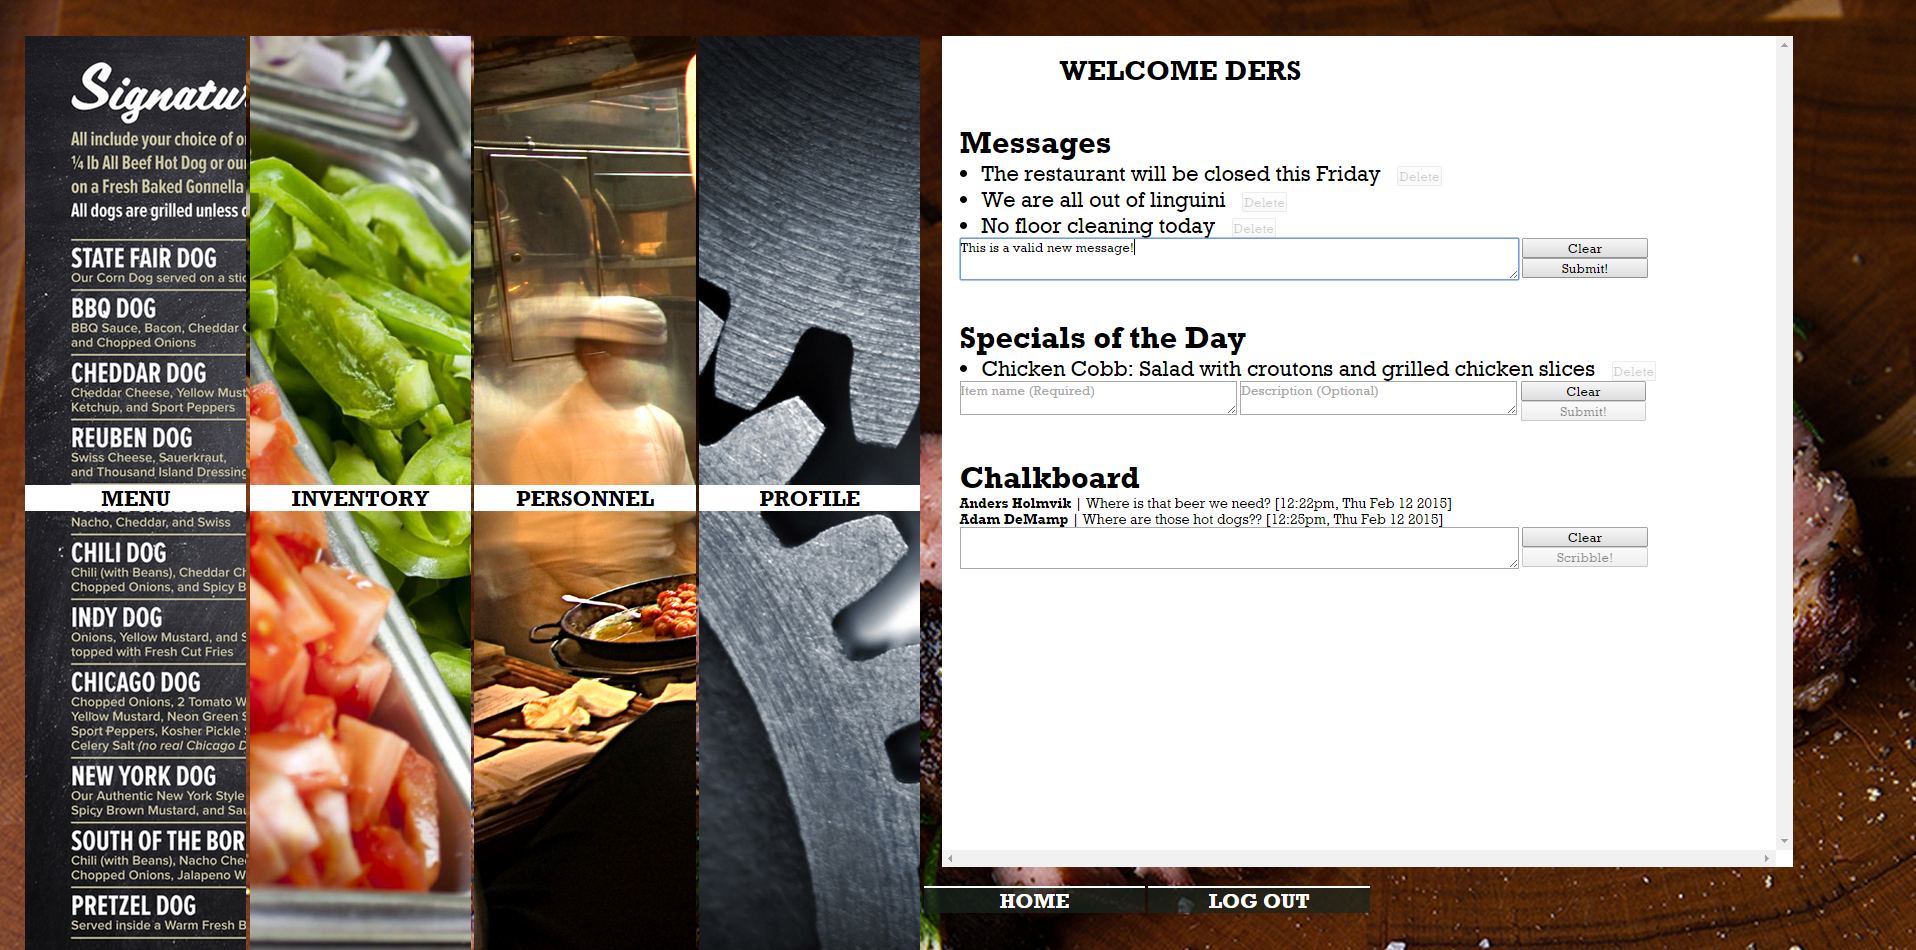 Signatur
All include your choice of o
¼ lb All Beef Hot Dog or our
on a Fresh Baked Gonnella
All dogs are grilled unless
STATE FAIR DOG
Our Corn Dog served on a stic
BBQ DOG
BBQ Sauce, Bacon, Cheddar
and Chopped Onions
CHEDDAR DOG
Cheddar Cheese, Yellow Must
Ketchup, and Sport Peppers
REUBEN DOG
Swiss Cheese, Sauerkraut,
and Thousand Island Dressing
MENU
Nacho, Cheddar, and Swiss
CHILI DOG
Chili (with Beans), Cheddar Ch
Chopped Onions, and Spicy B
INDY DOG
Onions, Yellow Mustard, and S
topped with Fresh Cut Fries
CHICAGO DOG
Chopped Onions, 2 Tomato W
Yellow Mustard, Neon Green S
Sport Peppers, Kosher Pickle
Celery Salt (no real Chicago D
NEW YORK DOG
Our Authentic New York Style
Spicy Brown Mustard, and Sau
SOUTH OF THE BOR
Chili (with Beans), Nacho Chee
Chopped Onions, Jalapeno W
PRETZEL DOG
Served inside a Warm Fresh B
INVENTORY
PERSONNEL
PROFILE
WELCOME DERS
Messages
• The restaurant will be closed this Friday Delete
• We are all out of linguini Delete
• No floor cleaning today Delete
This is a valid new message! Clear
Submit!
Specials of the Day
• Chicken Cobb: Salad with croutons and grilled chicken slices Delete
Item name (Required) Description (Optional) Clear
Submit!
Chalkboard
Anders Holmvik | Where is that beer we need? [12:22pm, Thu Feb 12 2015]
Adam DeMamp | Where are those hot dogs?? [12:25pm, Thu Feb 12 2015]
Clear
Scribble!
HOME LOG OUT